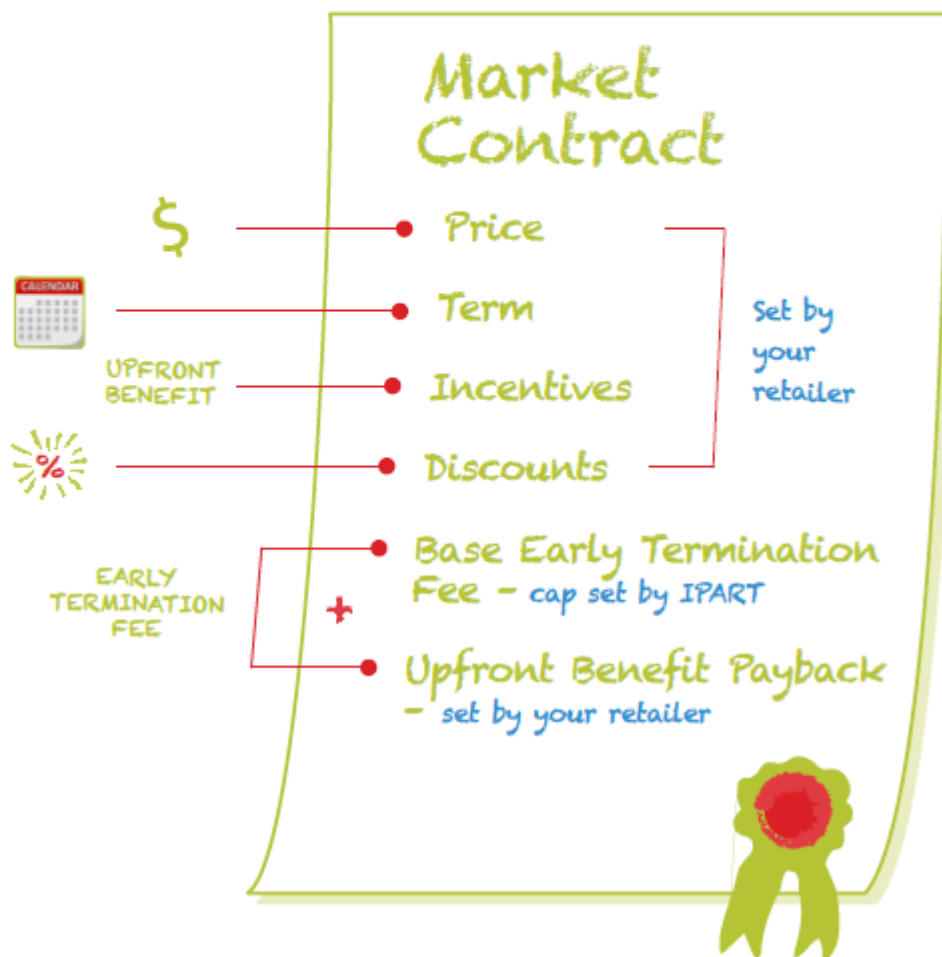 Market
Contract
$
Price
CALENDAR
Term
Set by
your
retailer
UPFRONT
BENEFIT
Incentives
%
Discounts
EARLY
TERMINATION
FEE
+
Base Early Termination
Fee - cap set by IPART
Upfront Benefit Payback
- set by your retailer